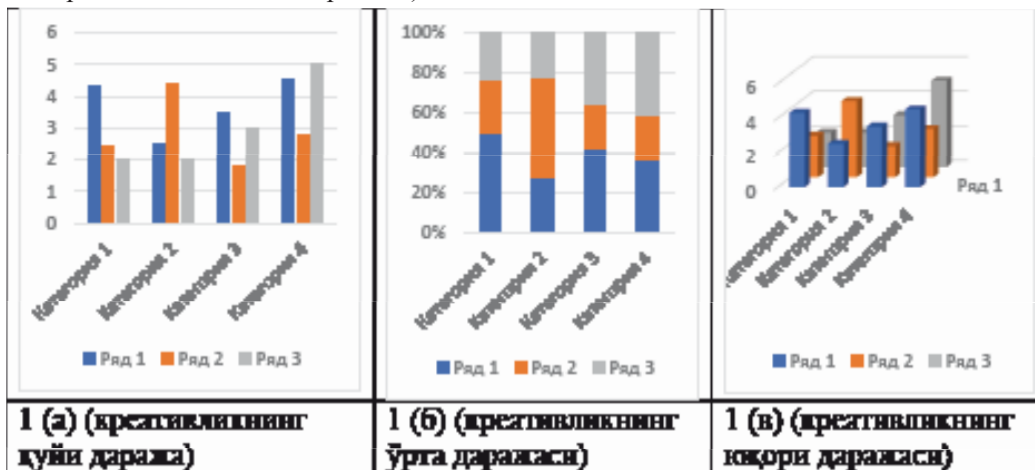 6
5
4
3
2
1
0
Категория 1
Категория 2
Категория 3
Категория 4
Ряд 1 Ряд 2 Ряд 3
100%
80%
60%
40%
20%
0%
Категория 1
Категория 2
Категория 3
Категория 4
Ряд 1 Ряд 2 Ряд 3
6
4
2
0
Ряд 1
Категория 1
Категория 2
Категория 3
Категория 4
Ряд 1 Ряд 2 Ряд 3
1 (а) (креативликнинг
қуйи даража)
1 (б) (креативликнинг
ўрта даражаси)
1 (в) (креативликнинг
юқори даражаси)